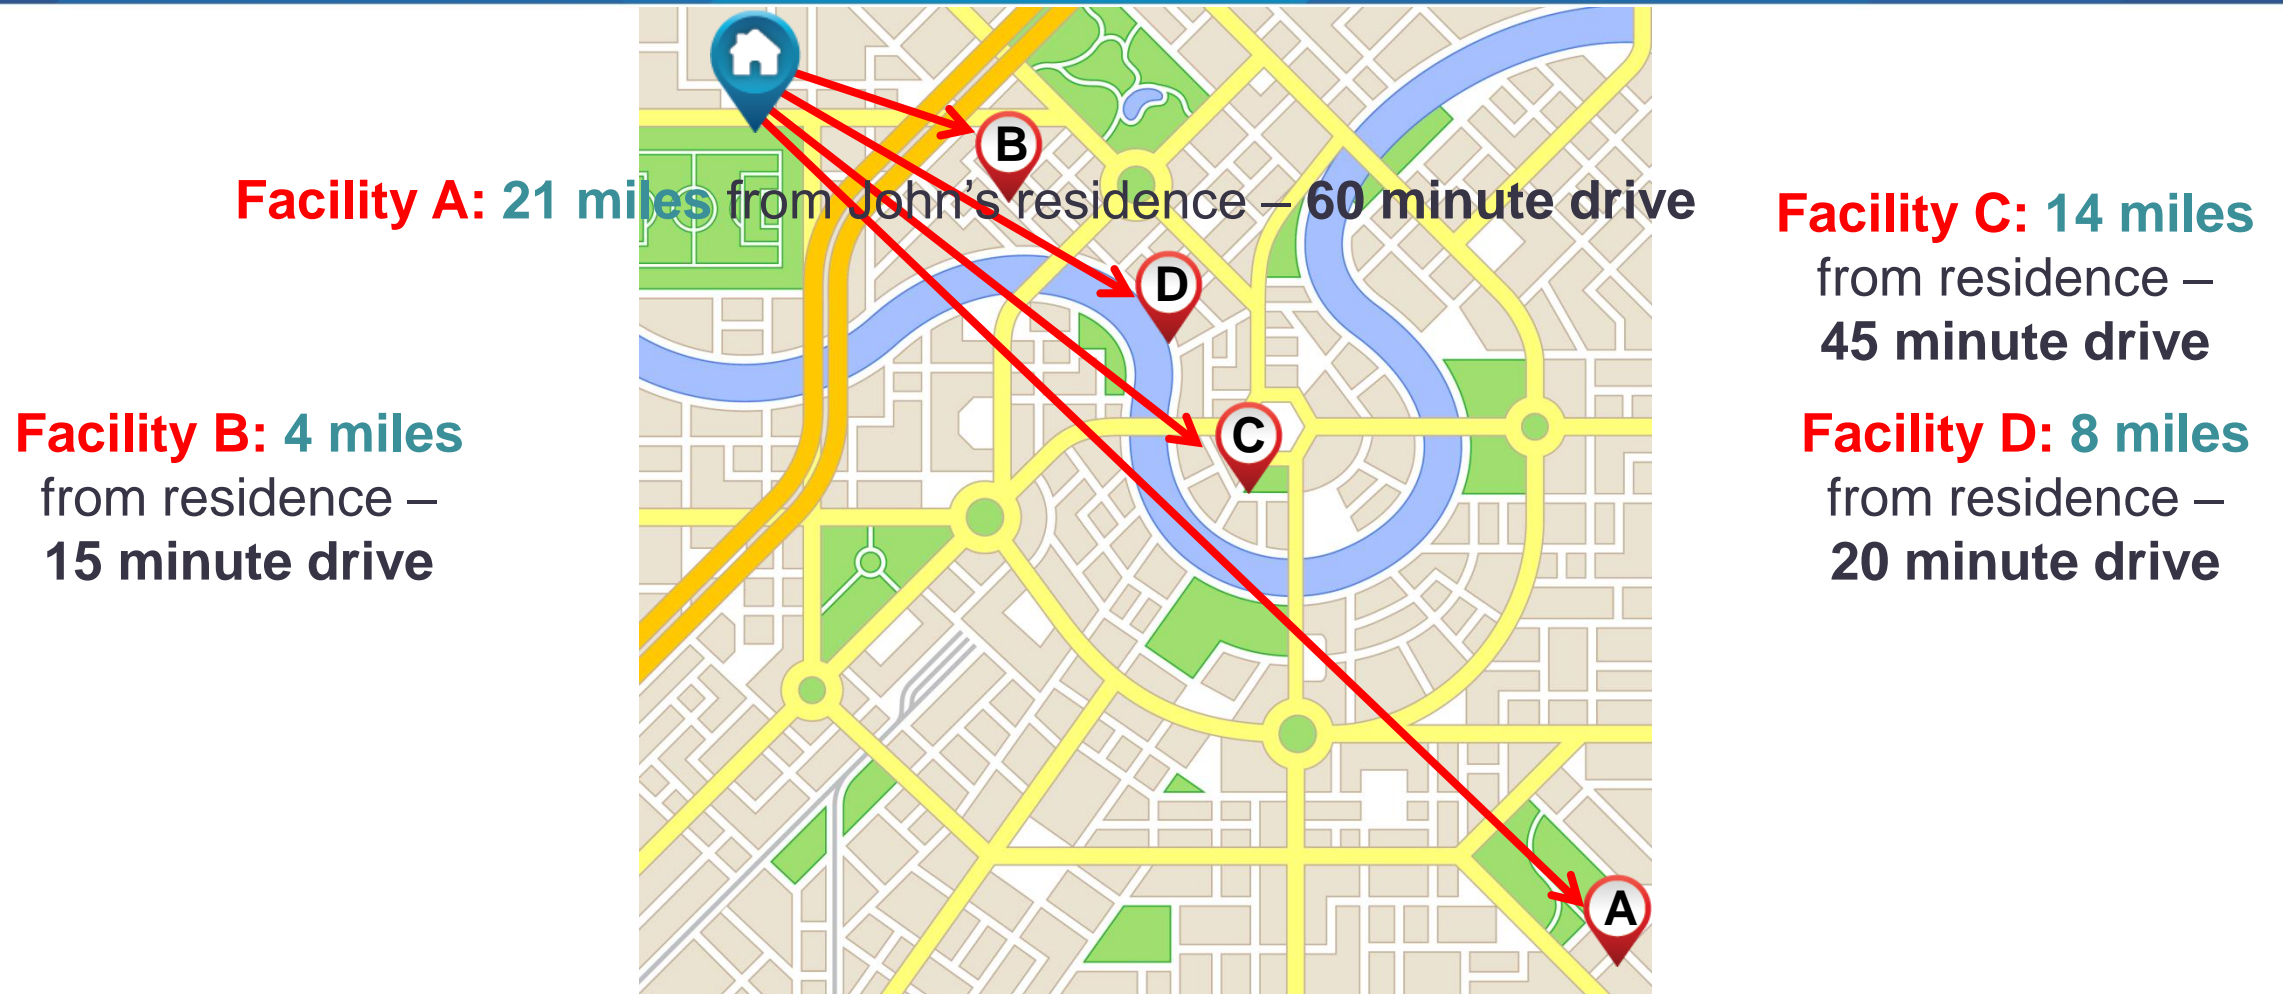 B
Facility A: 21 miles from John's residence – 60 minute drive
Facility C: 14 miles
from residence –
45 minute drive
D
Facility B: 4 miles
from residence –
15 minute drive
C
Facility D: 8 miles
from residence –
20 minute drive
A